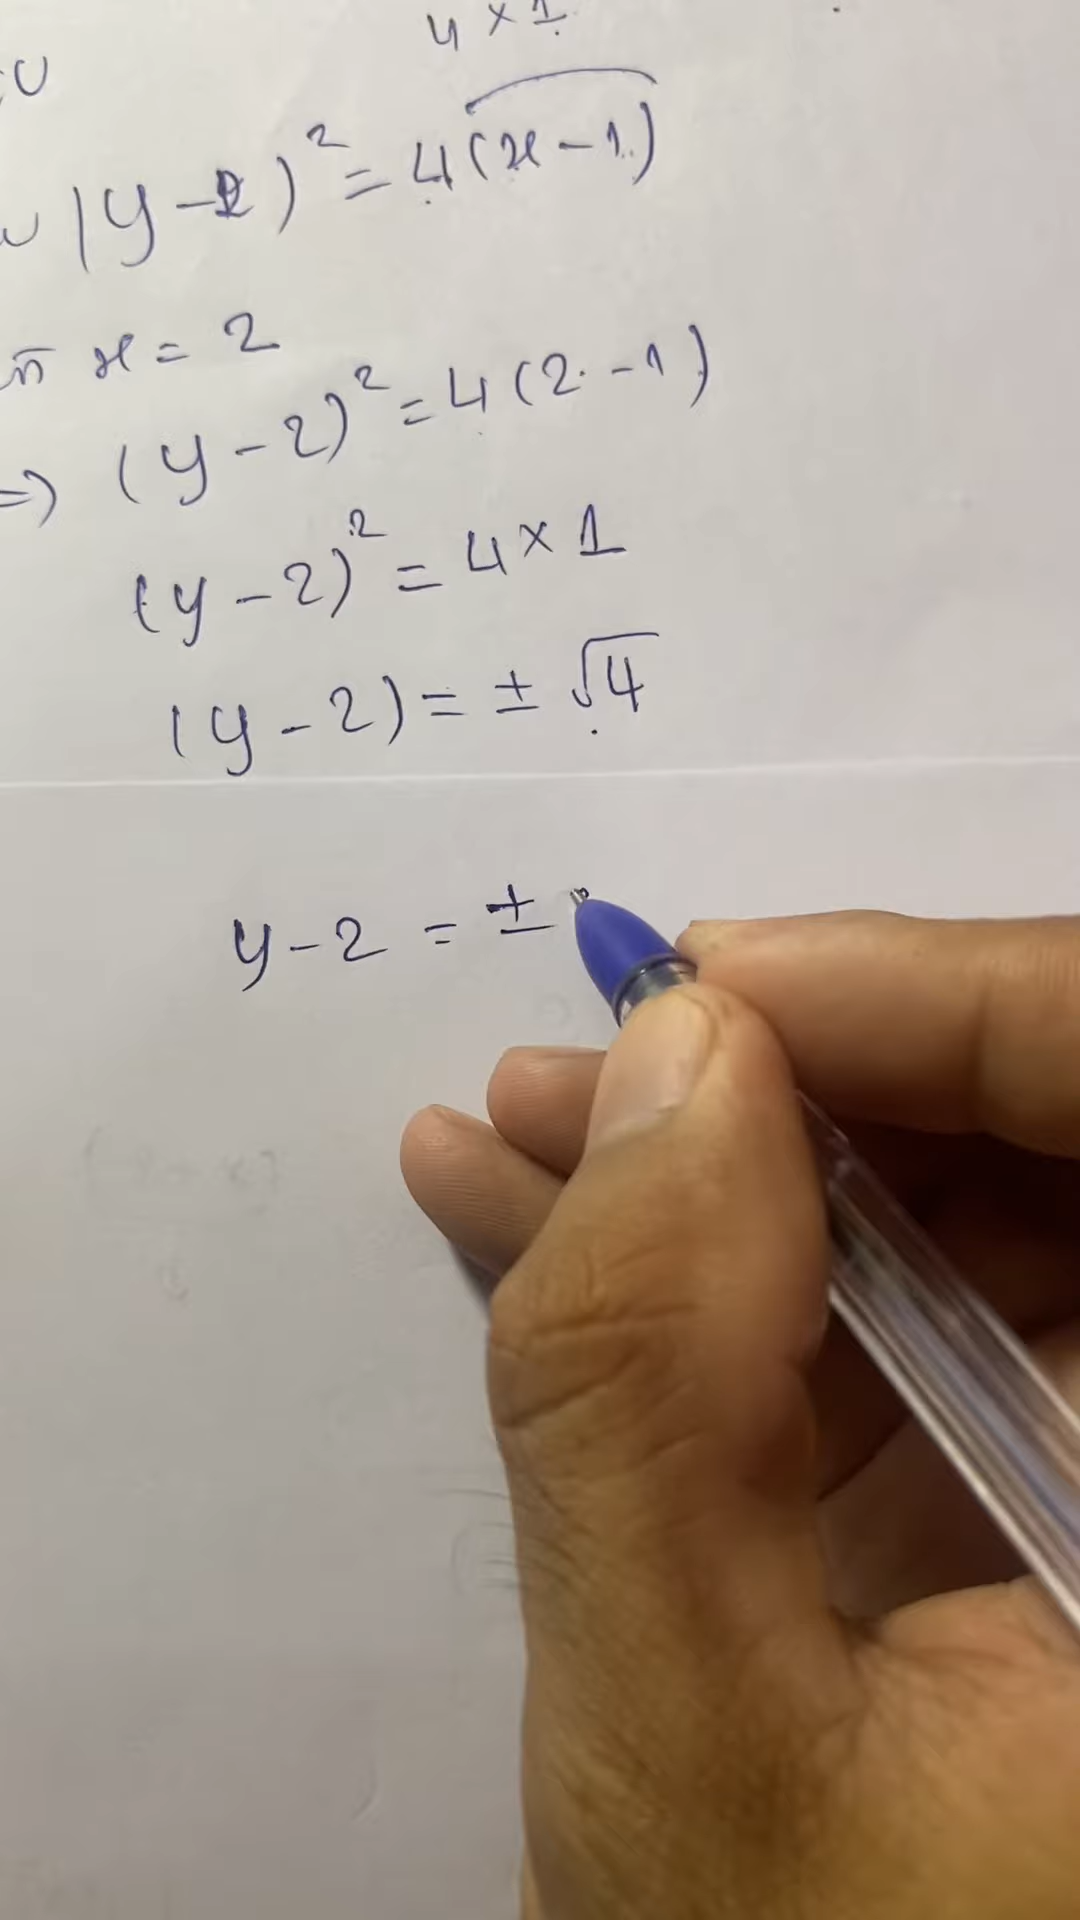 4 × 1
(y-2)² = 4(x-1)
x = 2
⇒ (y-2)² = 4(2-1)
(y-2)² = 4 × 1
(y-2) = ± √4
y-2 = ±